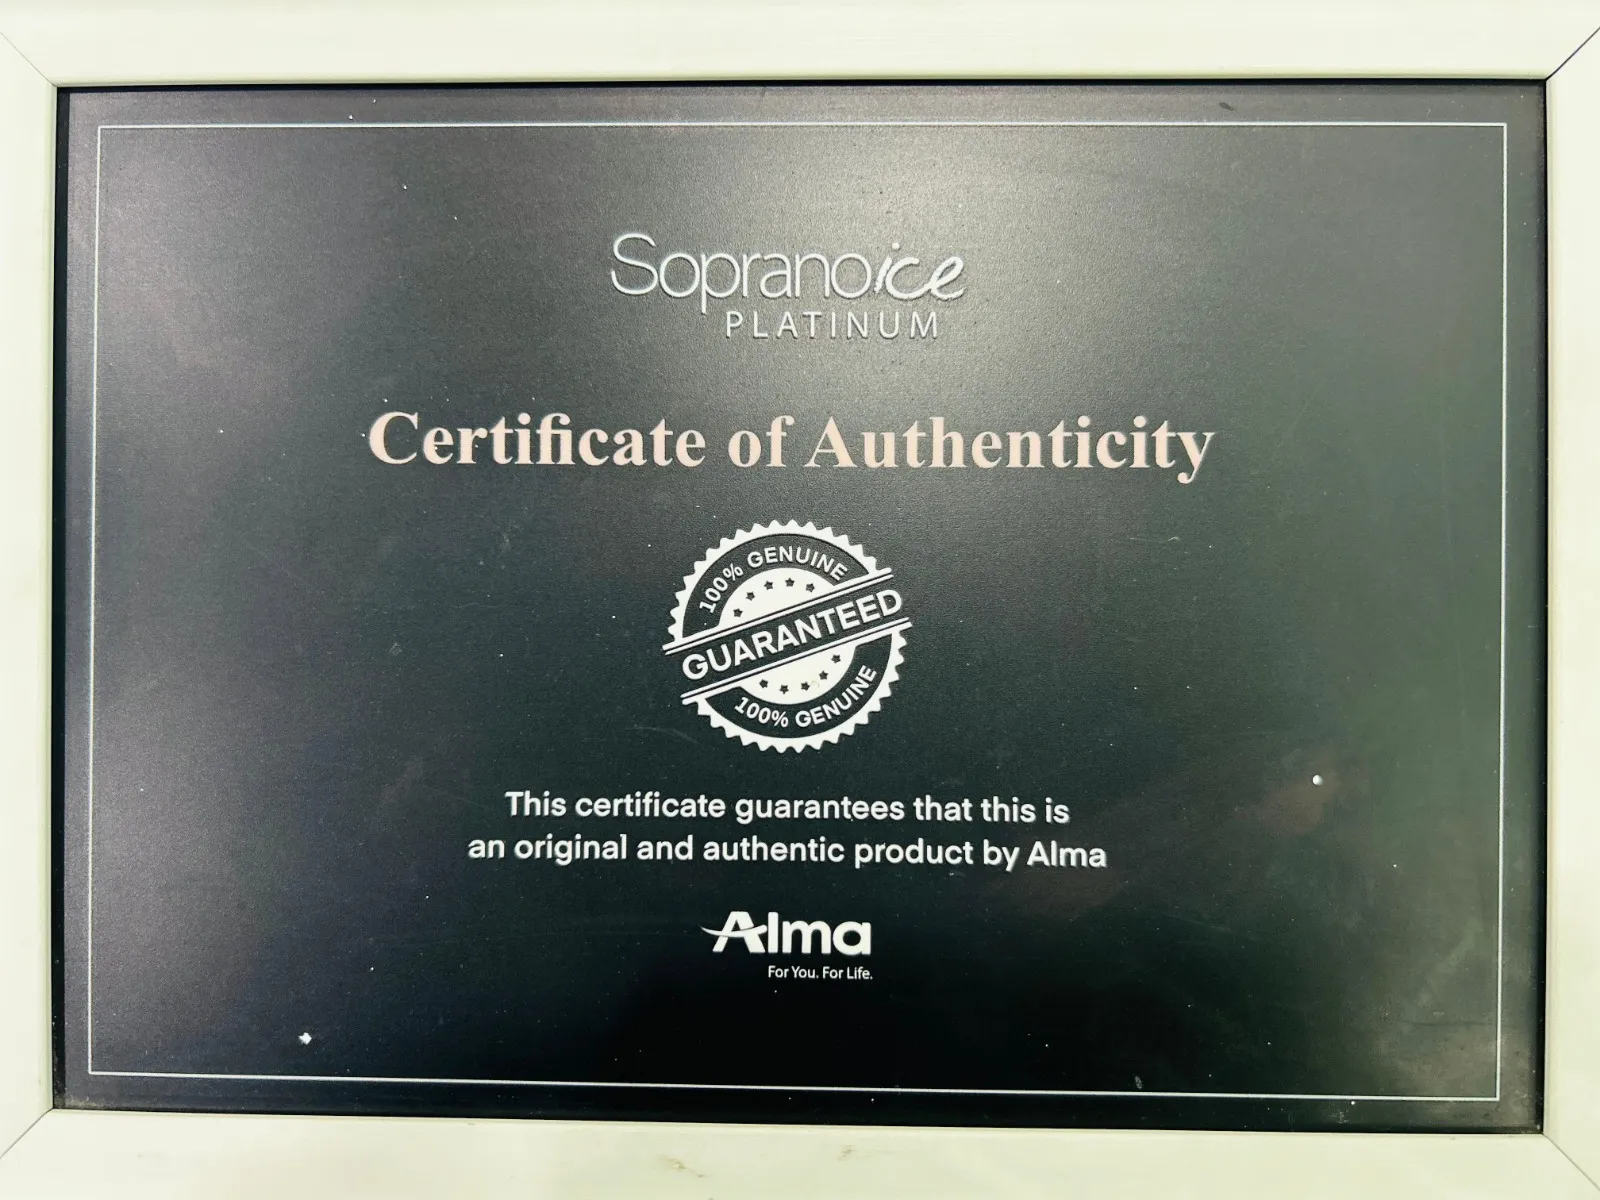 Sopranoice
PLATINUM
Certificate of Authenticity
100% GENUINE
GUARANTEED
100% GENUINE
This certificate guarantees that this is
an original and authentic product by Alma
Alma
For You. For Life.